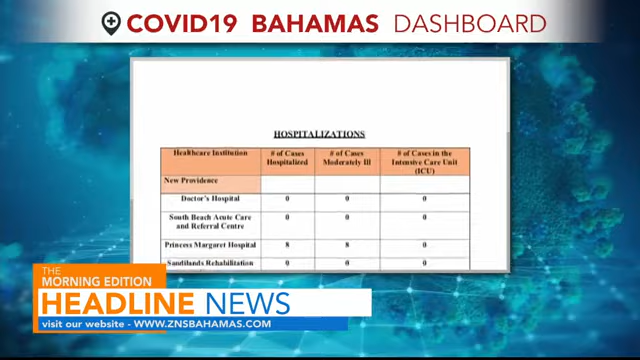 COVID19 BAHAMAS DASHBOARD
HOSPITALIZATIONS
Healthcare Institution # of Cases Hospitalized # of Cases Moderately Ill # of Cases in the Intensive Care Unit (ICU)
New Providence
Doctor's Hospital 0 0 0
South Beach Acute Care and Referral Centre 0 0 0
Princess Margaret Hospital 8 8 0
Sandilands Rehabilitation 0 0 0
THE
MORNING EDITION
HEADLINE NEWS
visit our website - WWW.ZNSBAHAMAS.COM